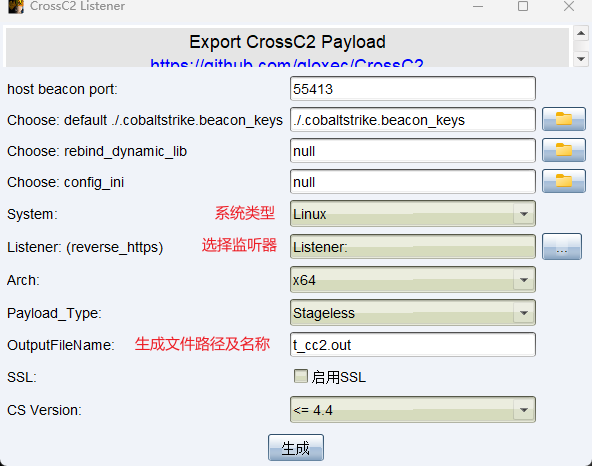 CrossC2 Listener
Export CrossC2 Payload
https://github.com/gloxec/CrossC2
host beacon port: 55413
Choose: default ./.cobaltstrike.beacon_keys ./.cobaltstrike.beacon_keys
Choose: rebind_dynamic_lib null
Choose: config_ini null
System: 系统类型 Linux
Listener: (reverse_https) 选择监听器 Listener: ...
Arch: x64
Payload_Type: Stageless
OutputFileName: 生成文件路径及名称 t_cc2.out
SSL: 启用SSL
CS Version: <= 4.4
生成